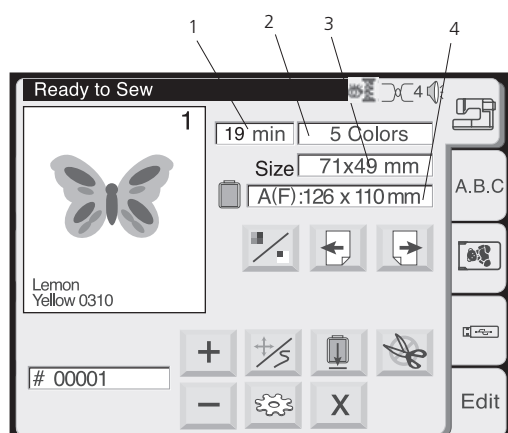 1 2 3 4
Ready to Sew
4
1
19 min
5 Colors
Size 71x49 mm
A(F):126 x 110 mm
A.B.C
Lemon
Yellow 0310
+
# 00001
−
X
Edit